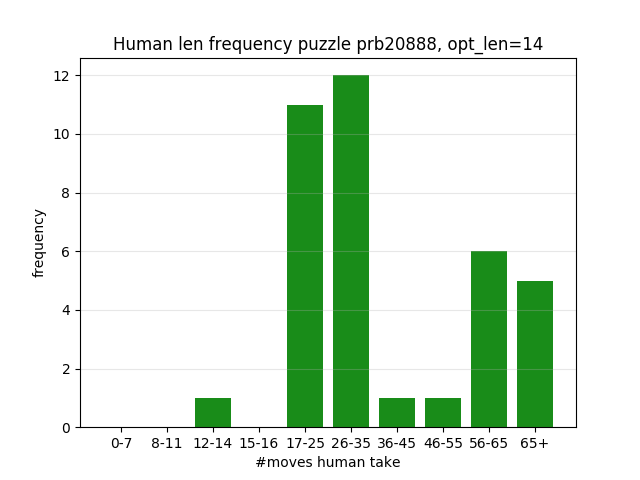 Human len frequency puzzle prb20888, opt_len=14
12
10
8
6
4
2
0
frequency
0-7 8-11 12-14 15-16 17-25 26-35 36-45 46-55 56-65 65+
#moves human take